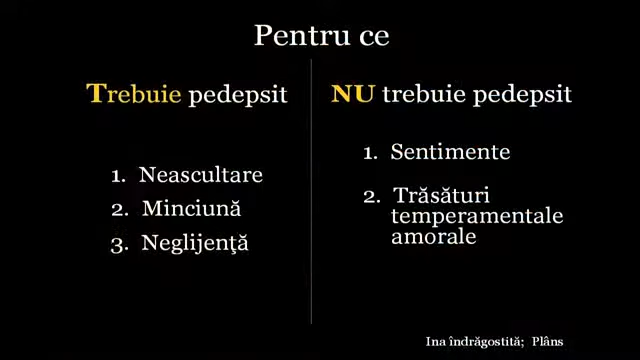 Pentru ce
Trebuie pedepsit
1. Neascultare
2. Minciună
3. Neglijenţă
NU trebuie pedepsit
1. Sentimente
2. Trăsături
temperamentale
amorale
Ina îndrăgostită; Plâns